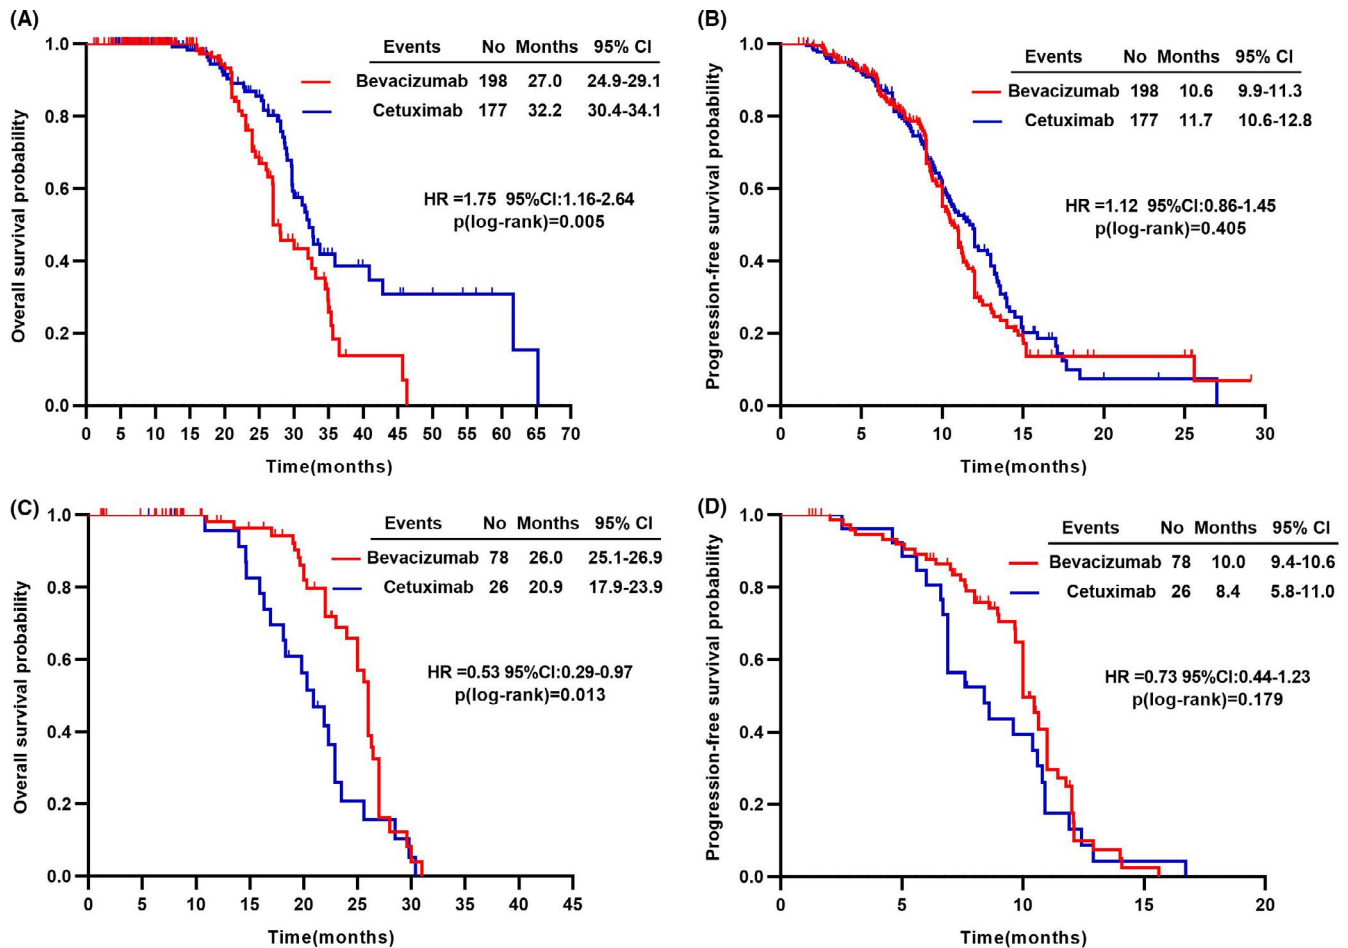 (A)
Events No Months 95% CI
Bevacizumab 198 27.0 24.9-29.1
Cetuximab 177 32.2 30.4-34.1
HR =1.75 95%CI:1.16-2.64
p(log-rank)=0.005
Overall survival probability
1.0
0.8
0.6
0.4
0.2
0.0
0 5 10 15 20 25 30 35 40 45 50 55 60 65 70
Time(months)
(B)
Events No Months 95% CI
Bevacizumab 198 10.6 9.9-11.3
Cetuximab 177 11.7 10.6-12.8
HR =1.12 95%CI:0.86-1.45
p(log-rank)=0.405
Progression-free survival probability
1.0
0.8
0.6
0.4
0.2
0.0
0 5 10 15 20 25 30
Time(months)
(C)
Events No Months 95% CI
Bevacizumab 78 26.0 25.1-26.9
Cetuximab 26 20.9 17.9-23.9
HR =0.53 95%CI:0.29-0.97
p(log-rank)=0.013
Overall survival probability
1.0
0.8
0.6
0.4
0.2
0.0
0 5 10 15 20 25 30 35 40 45
Time(months)
(D)
Events No Months 95% CI
Bevacizumab 78 10.0 9.4-10.6
Cetuximab 26 8.4 5.8-11.0
HR =0.73 95%CI:0.44-1.23
p(log-rank)=0.179
Progression-free survival probability
1.0
0.8
0.6
0.4
0.2
0.0
0 5 10 15 20
Time(months)